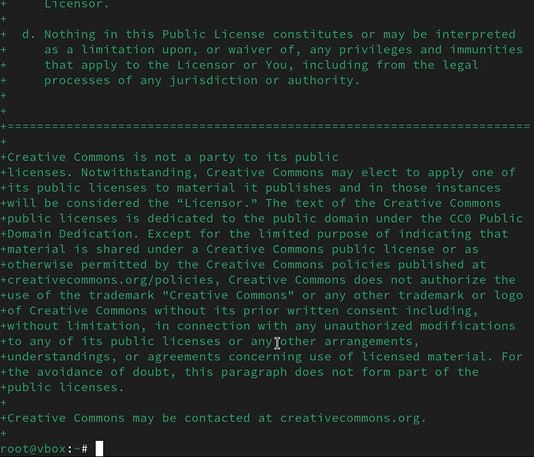 +     Licensor.
+
+  d. Nothing in this Public License constitutes or may be interpreted
+     as a limitation upon, or waiver of, any privileges and immunities
+     that apply to the Licensor or You, including from the legal
+     processes of any jurisdiction or authority.
+
+
+=======================================================================
+
+Creative Commons is not a party to its public
+licenses. Notwithstanding, Creative Commons may elect to apply one of
+its public licenses to material it publishes and in those instances
+will be considered the “Licensor.” The text of the Creative Commons
+public licenses is dedicated to the public domain under the CC0 Public
+Domain Dedication. Except for the limited purpose of indicating that
+material is shared under a Creative Commons public license or as
+otherwise permitted by the Creative Commons policies published at
+creativecommons.org/policies, Creative Commons does not authorize the
+use of the trademark "Creative Commons" or any other trademark or logo
+of Creative Commons without its prior written consent including,
+without limitation, in connection with any unauthorized modifications
+to any of its public licenses or any other arrangements,
+understandings, or agreements concerning use of licensed material. For
+the avoidance of doubt, this paragraph does not form part of the
+public licenses.
+
+Creative Commons may be contacted at creativecommons.org.
+
root@vbox:~#